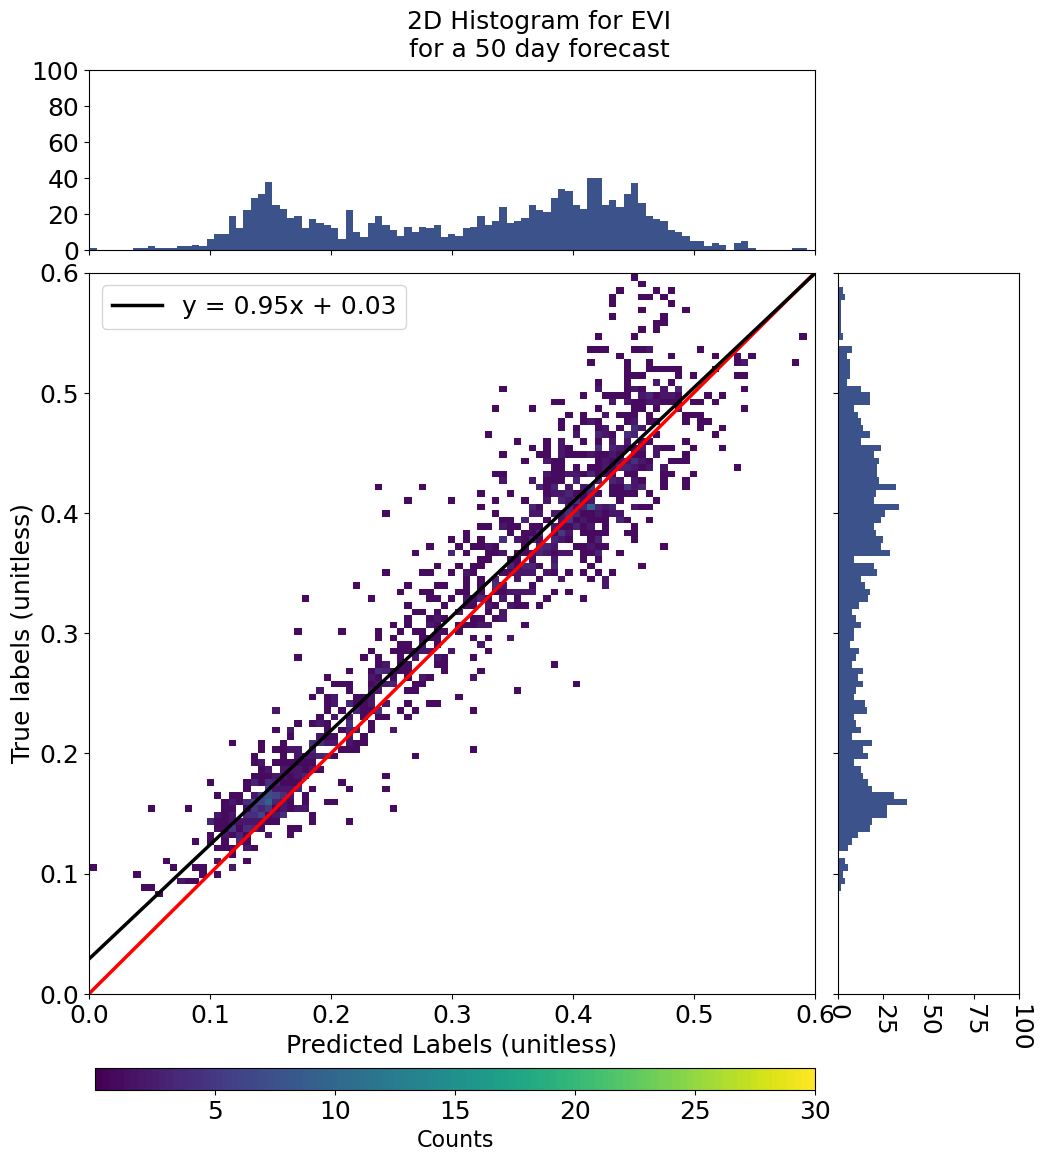 2D Histogram for EVI
for a 50 day forecast
100
80
60
40
20
0
0.6
0.5
0.4
0.3
0.2
0.1
0.0
True labels (unitless)
y = 0.95x + 0.03
0.0 0.1 0.2 0.3 0.4 0.5 0.6
Predicted Labels (unitless)
0 25 50 75 100
5 10 15 20 25 30
Counts